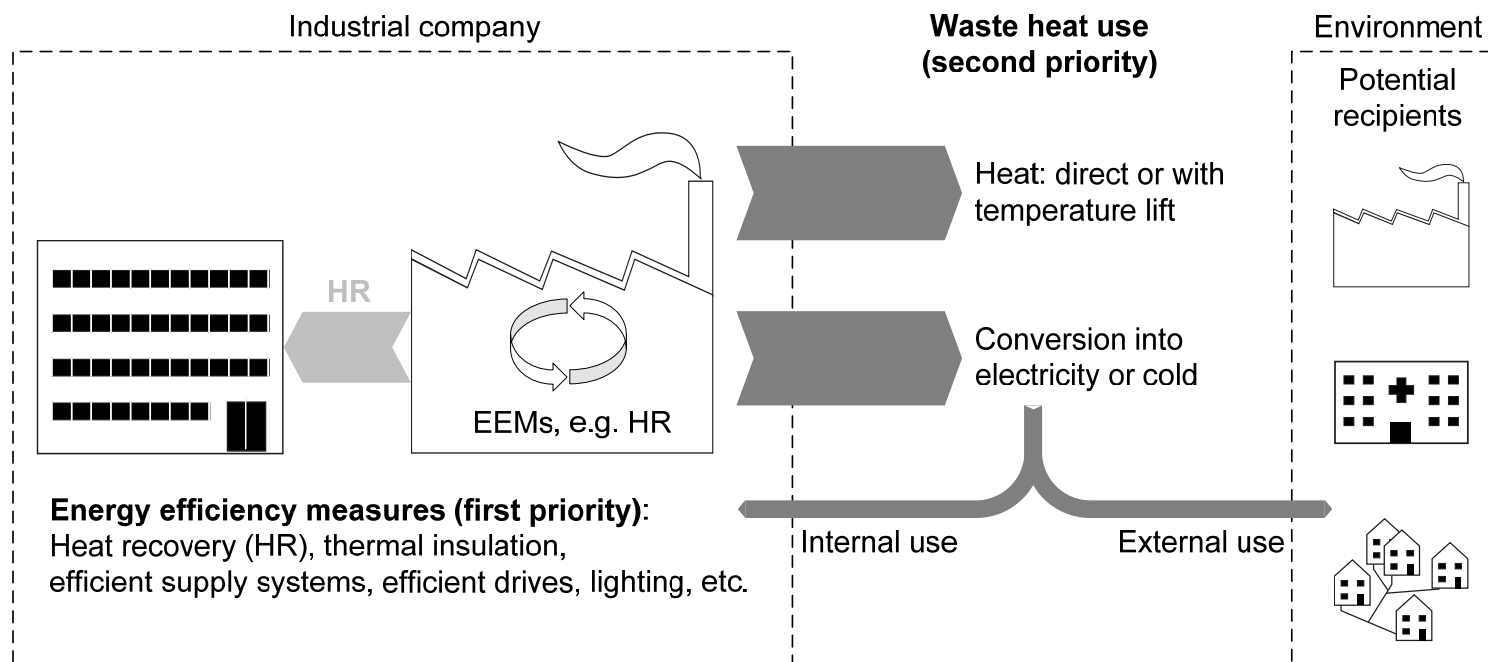 Industrial company
Waste heat use
(second priority)
Environment
Potential
recipients
Heat: direct or with
temperature lift
HR
Conversion into
electricity or cold
EEMs, e.g. HR
Energy efficiency measures (first priority):
Heat recovery (HR), thermal insulation,
efficient supply systems, efficient drives, lighting, etc.
Internal use
External use